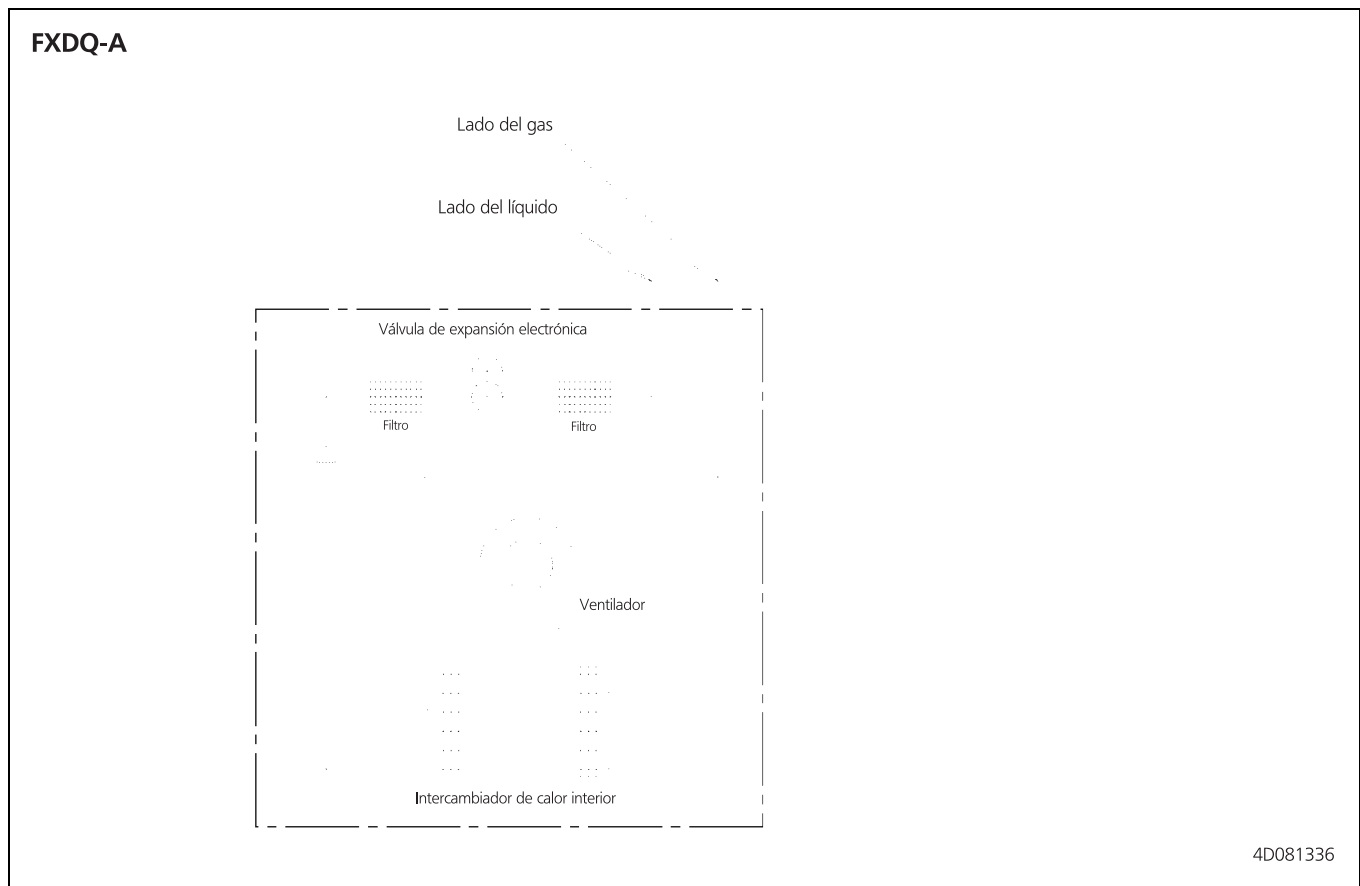 FXDQ-A
Lado del gas
Lado del líquido
Válvula de expansión electrónica
Filtro
Filtro
Ventilador
Intercambiador de calor interior
4D081336